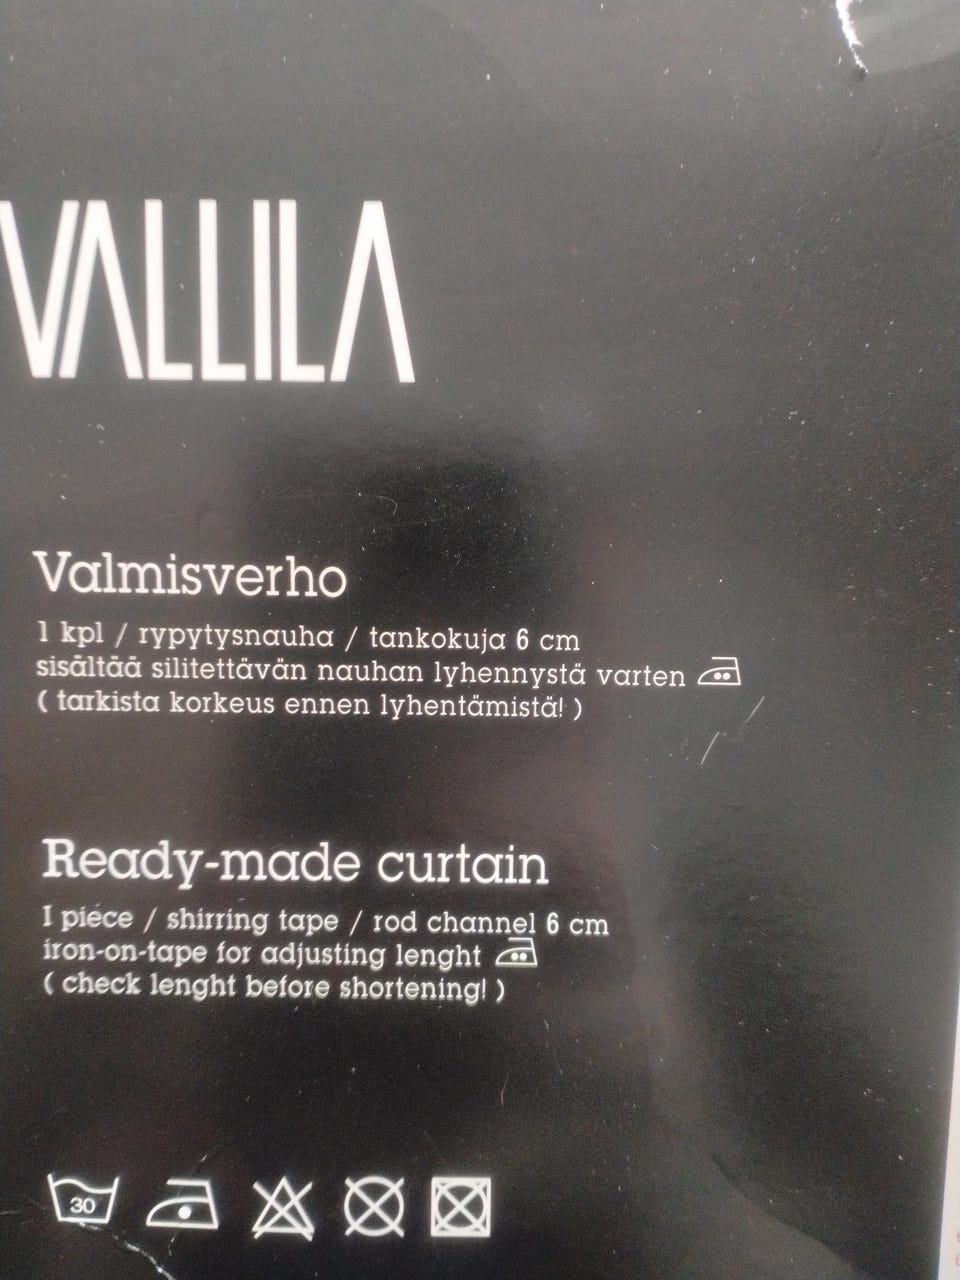 VALLILA
Valmisverho
1 kpl / rypytysnauha / tankokuja 6 cm
sisältää silitettävän nauhan lyhennystä varten
( tarkista korkeus ennen lyhentämistä! )
Ready-made curtain
1 piece / shirring tape / rod channel 6 cm
iron-on-tape for adjusting lenght
( check lenght before shortening! )
30